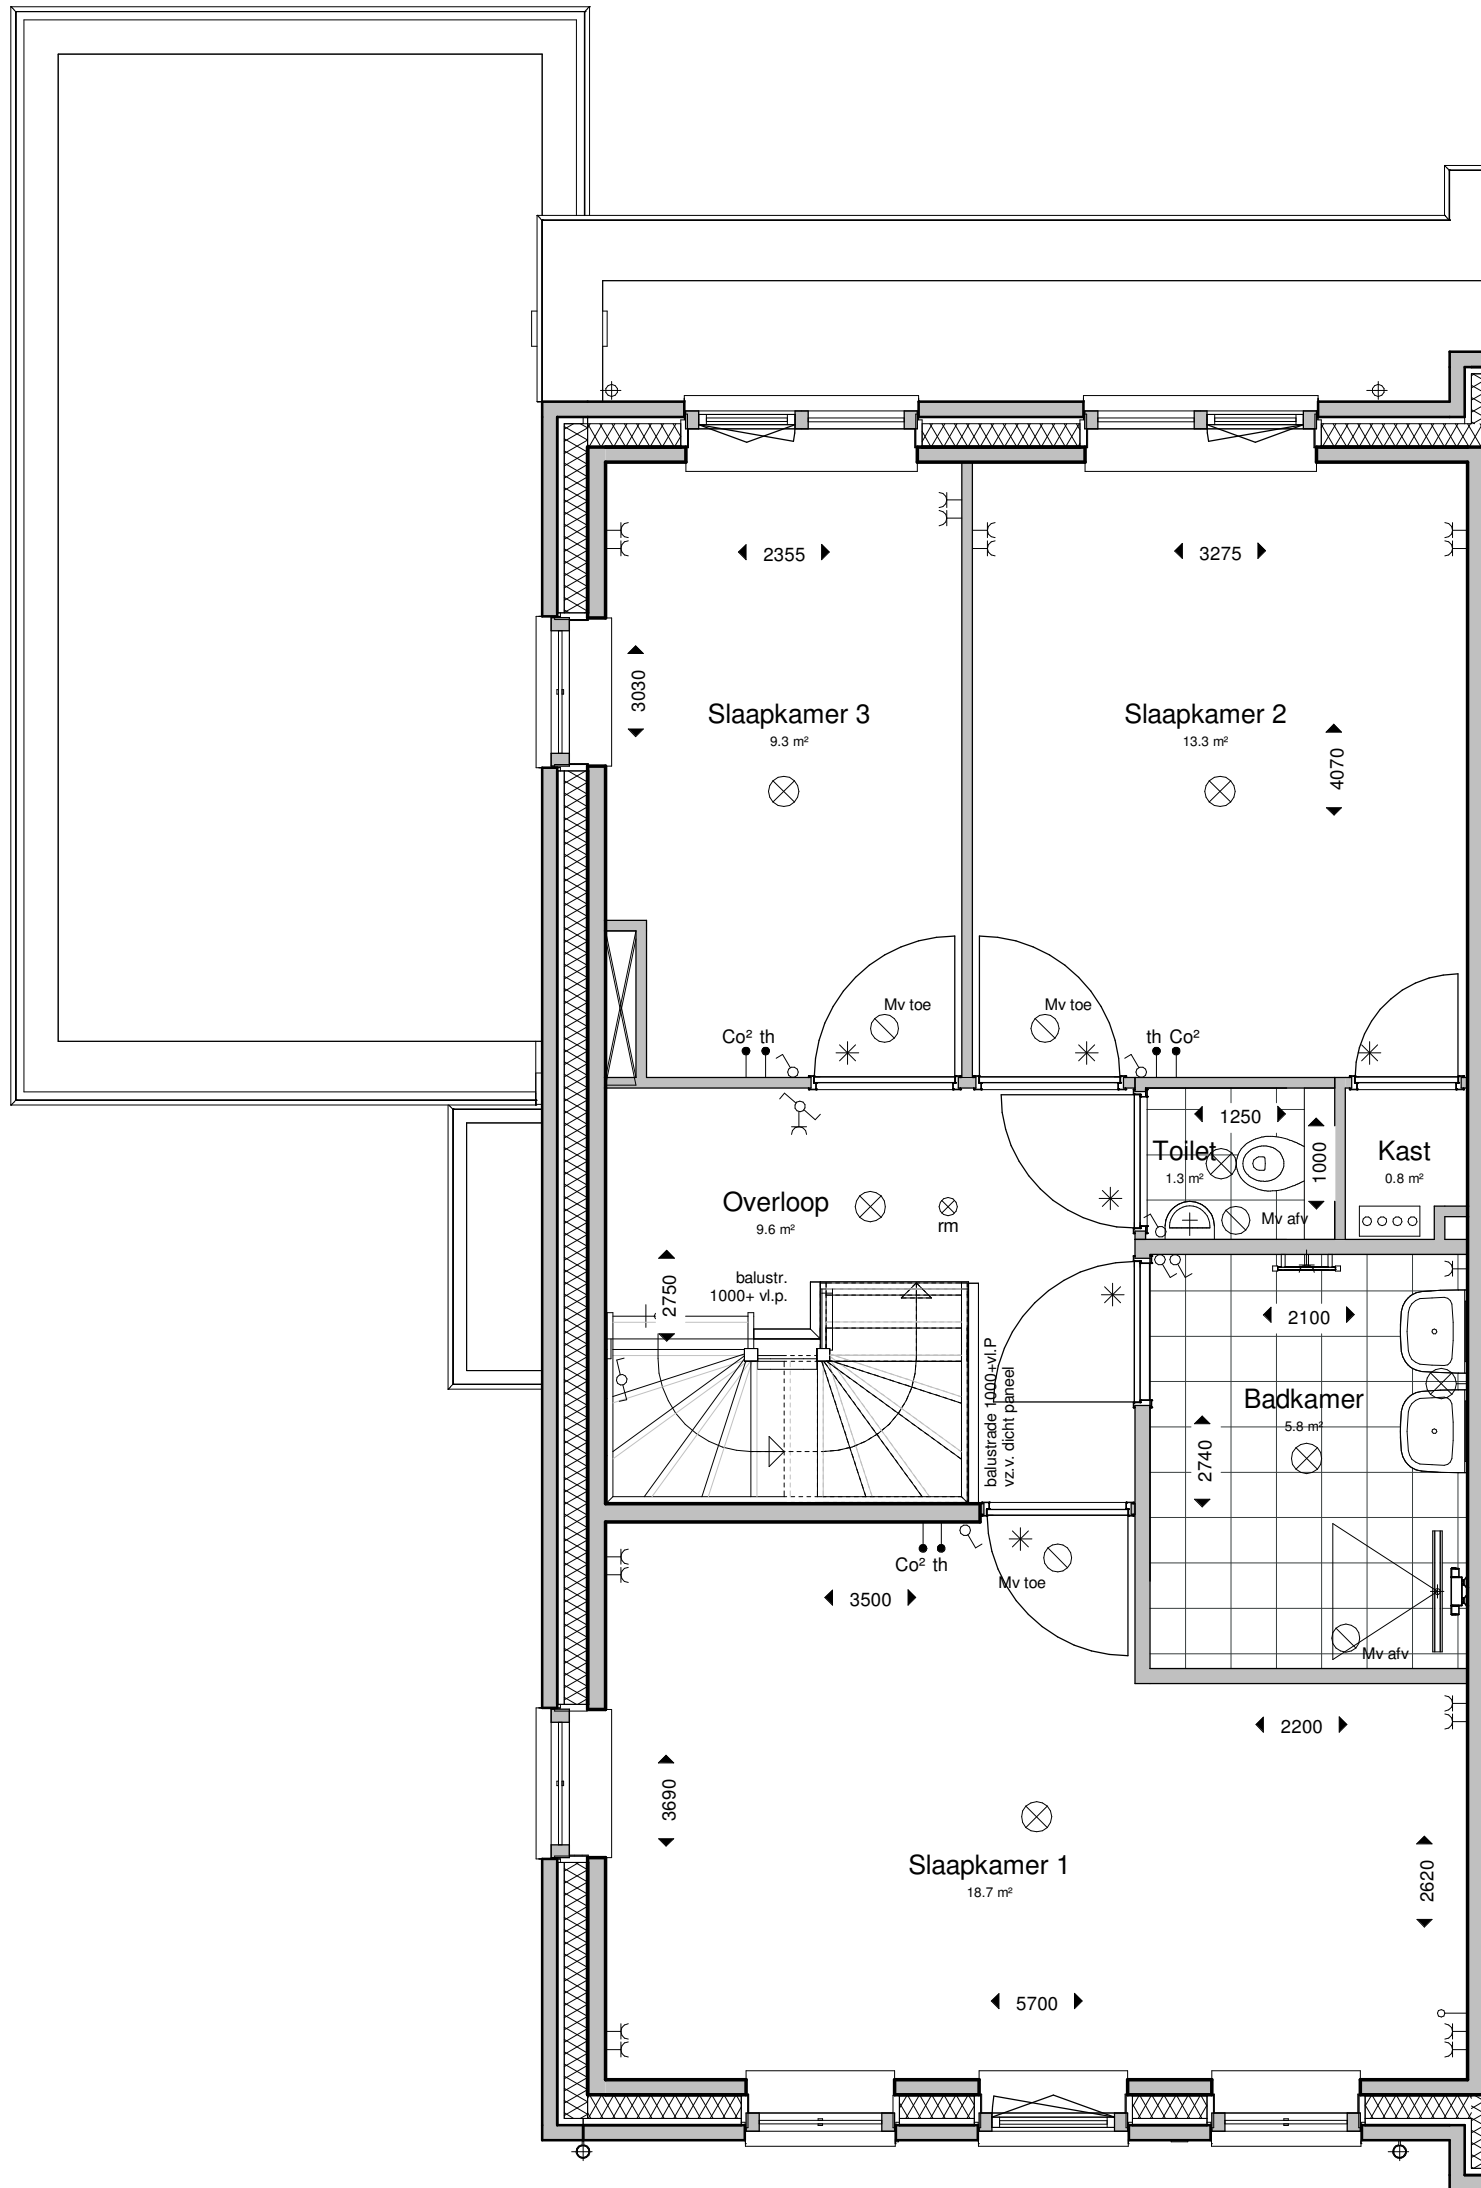 2355
3275
3030
Slaapkamer 3
9.3 m²
Slaapkamer 2
13.3 m²
4070
Mv toe
Mv toe
Co² th
th Co²
1250
1000
Toilet
1.3 m²
Kast
0.8 m²
Mv afv
Overloop
9.6 m²
rm
2750
balustr.
1000+ vl.p.
balustrade 1000+vl.P
vz.v. dicht paneel
2100
Badkamer
5.8 m²
2740
Co² th
Mv toe
3500
Mv afv
2200
3690
Slaapkamer 1
18.7 m²
2620
5700